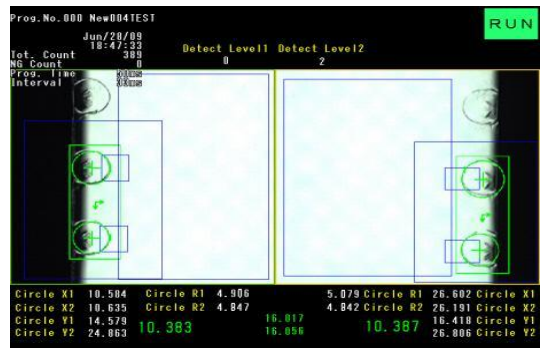 Prog.No.000 New004TEST
RUN
Jun/28/09
18:47:33
Tot. Count 389
NG Count 0
Prog. Time
Interval
Detect Level1 Detect Level2
0 2
Circle X1 10.504 Circle R1 4.906 5.079 Circle R1 26.602 Circle X1
Circle X2 10.635 Circle R2 4.847 4.842 Circle R2 26.191 Circle X2
Circle Y1 14.579 10.383 16.017 10.387 16.418 Circle Y1
Circle Y2 24.863 16.056 26.806 Circle Y2